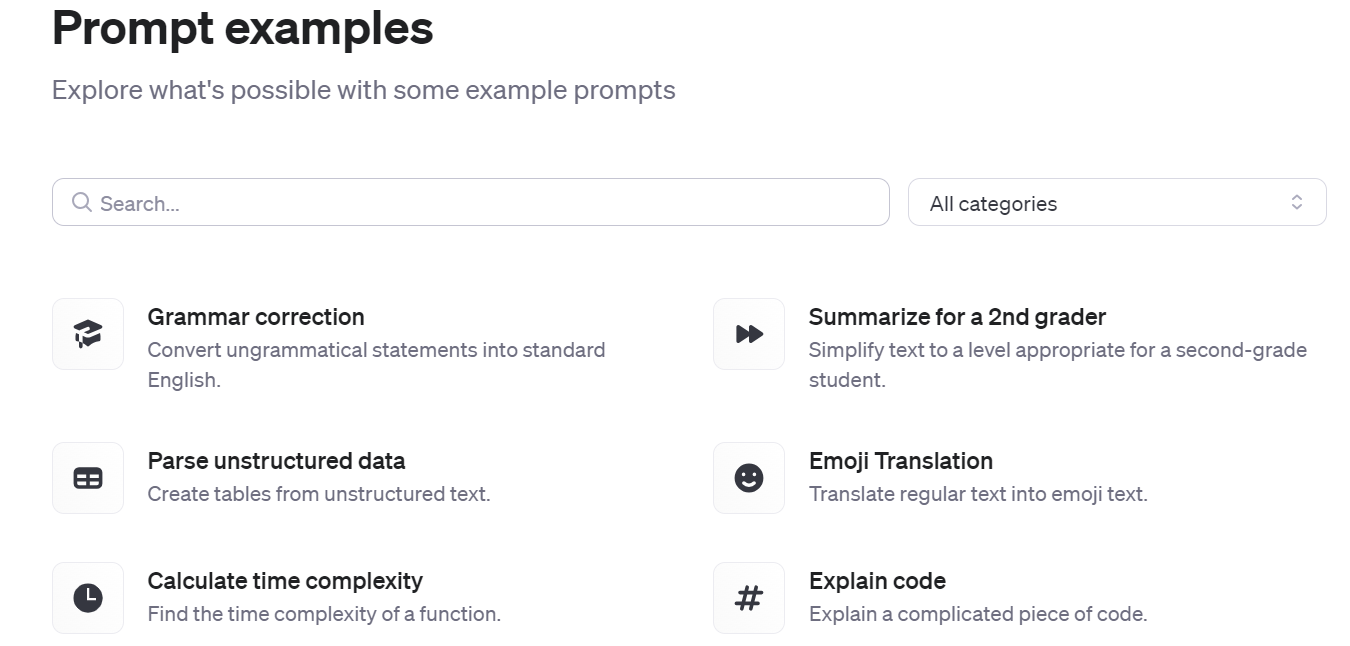 Prompt examples
Explore what's possible with some example prompts
Search...
All categories
Grammar correction
Convert ungrammatical statements into standard
English.
Summarize for a 2nd grader
Simplify text to a level appropriate for a second-grade
student.
Parse unstructured data
Create tables from unstructured text.
Emoji Translation
Translate regular text into emoji text.
Calculate time complexity
Find the time complexity of a function.
Explain code
Explain a complicated piece of code.